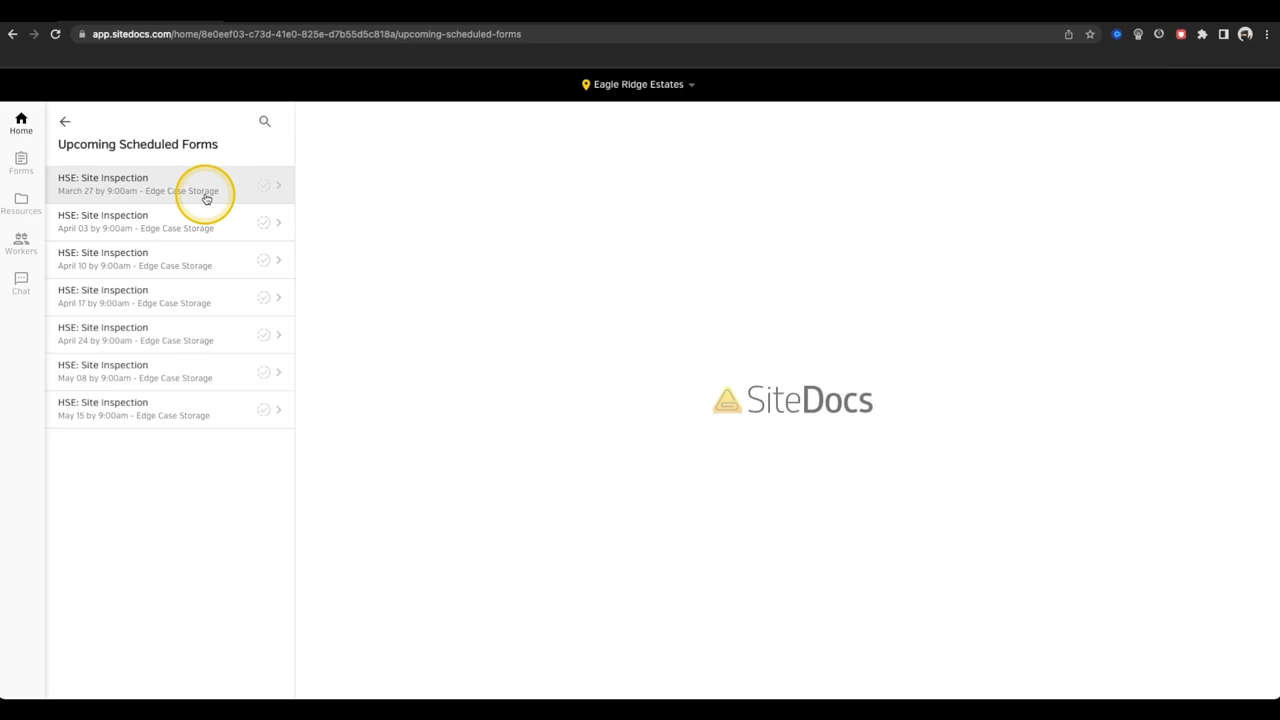 app.sitedocs.com/home/8e0eef03-c73d-41e0-825e-d7b55d5c818a/upcoming-scheduled-forms
Eagle Ridge Estates
Home
Forms
Resources
Workers
Chat
Upcoming Scheduled Forms
HSE: Site Inspection
March 27 by 9:00am - Edge Case Storage
HSE: Site Inspection
April 03 by 9:00am - Edge Case Storage
HSE: Site Inspection
April 10 by 9:00am - Edge Case Storage
HSE: Site Inspection
April 17 by 9:00am - Edge Case Storage
HSE: Site Inspection
April 24 by 9:00am - Edge Case Storage
HSE: Site Inspection
May 08 by 9:00am - Edge Case Storage
HSE: Site Inspection
May 15 by 9:00am - Edge Case Storage
SiteDocs